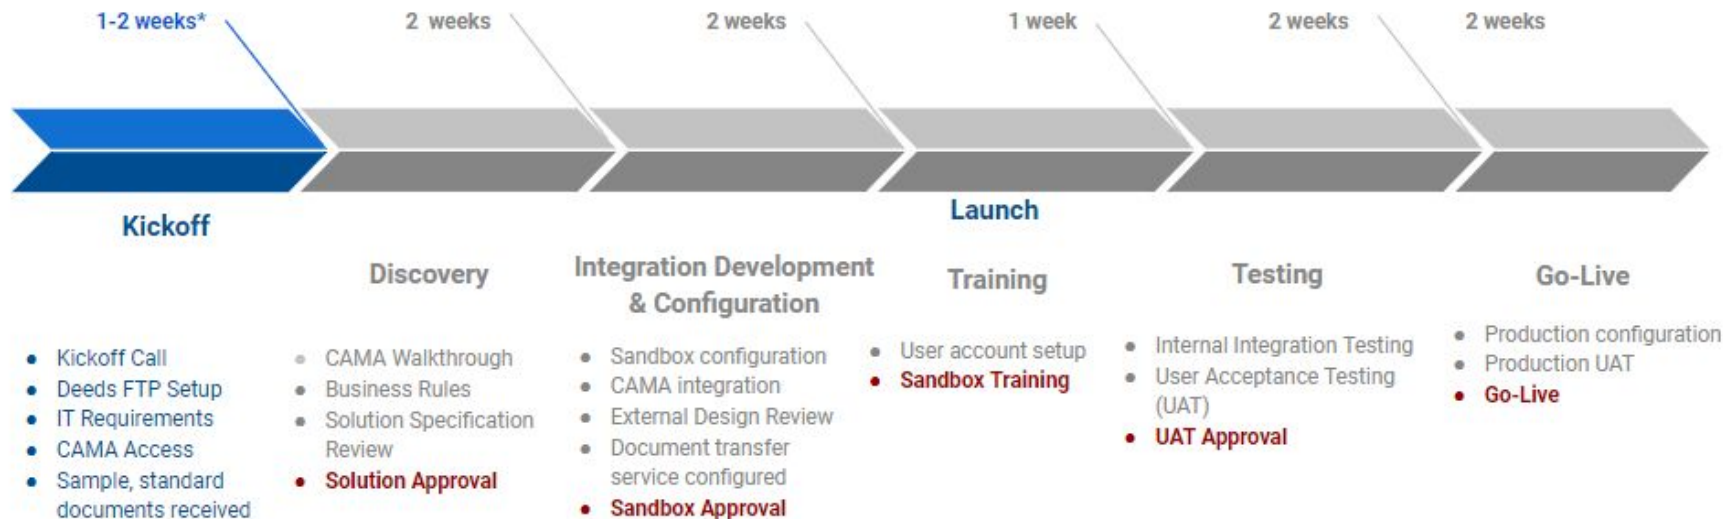 1-2 weeks*
2 weeks
2 weeks
1 week
2 weeks
2 weeks
Kickoff
● Kickoff Call
● Deeds FTP Setup
● IT Requirements
● CAMA Access
● Sample, standard
documents received
Discovery
● CAMA Walkthrough
● Business Rules
● Solution Specification
Review
● Solution Approval
Integration Development
& Configuration
● Sandbox configuration
● CAMA integration
● External Design Review
● Document transfer
service configured
● Sandbox Approval
Launch
Training
● User account setup
● Sandbox Training
Testing
● Internal Integration Testing
● User Acceptance Testing
(UAT)
● UAT Approval
Go-Live
● Production configuration
● Production UAT
● Go-Live